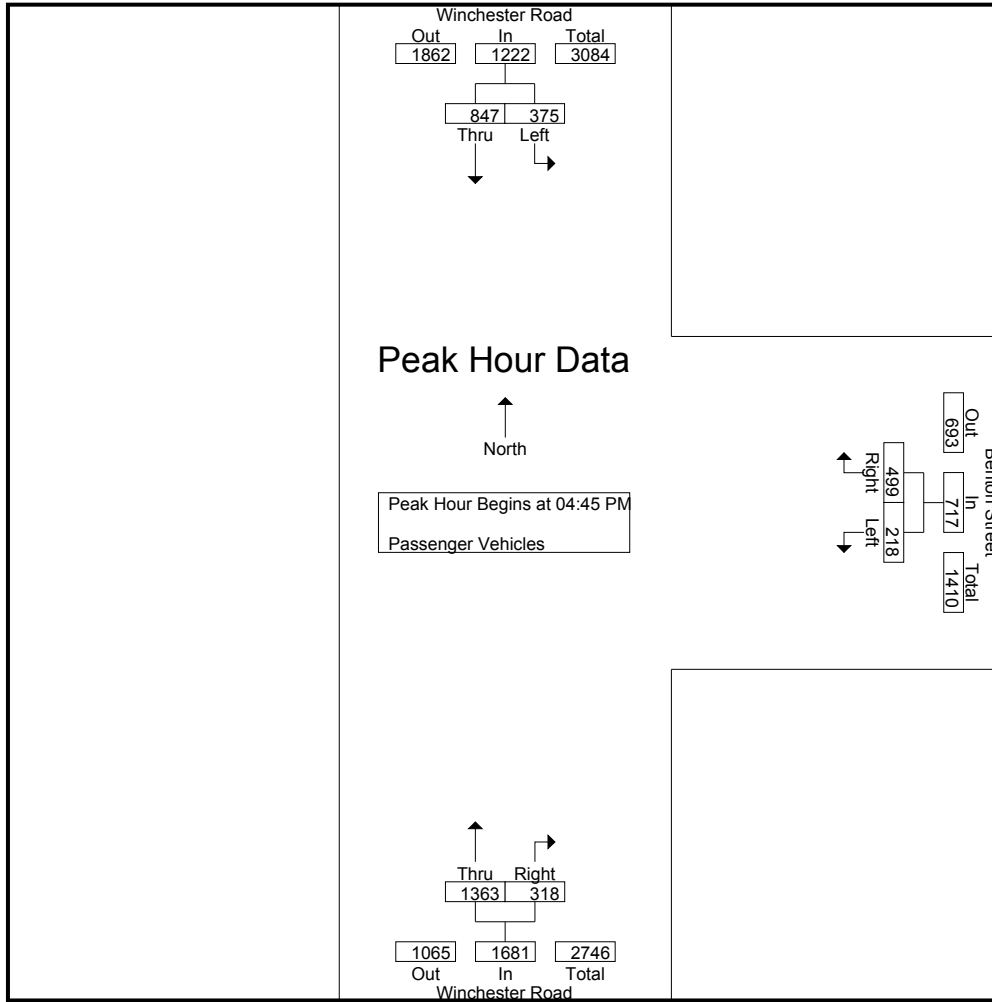 Winchester Road
Out In Total
1862 1222 3084
847 375
Thru Left
Peak Hour Data
North
Peak Hour Begins at 04:45 PM
Passenger Vehicles
Street
Out In Total
693 717 1410
499 218
Right Left
Thru Right
1363 318
1065 1681 2746
Out In Total
Winchester Road